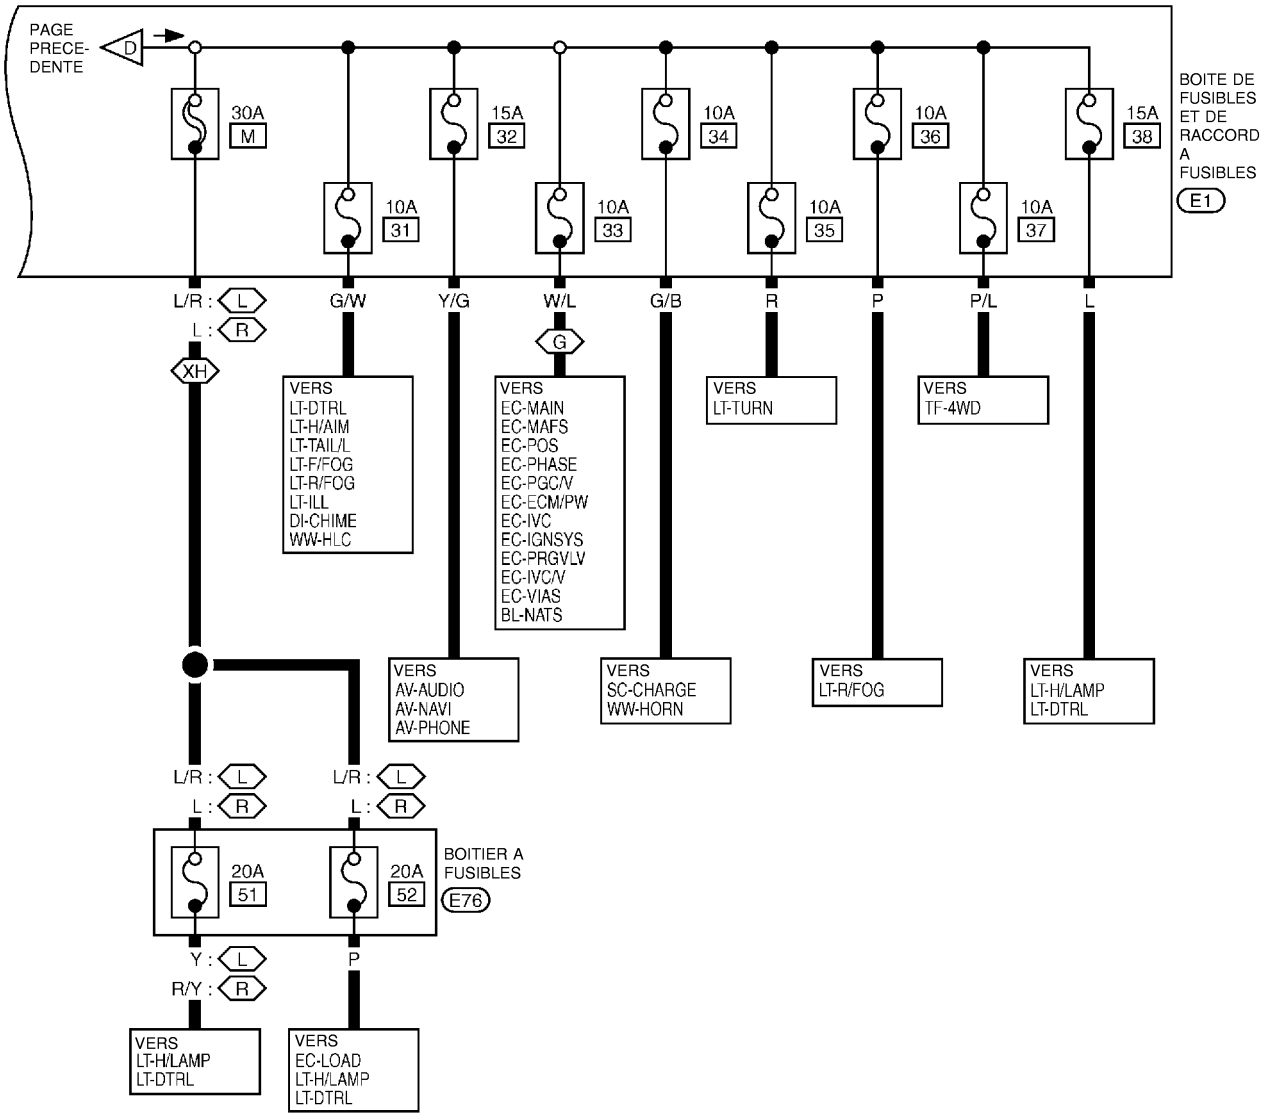 PAGE
PRECE-
DENTE
D
30A
M
10A
31
15A
32
10A
33
10A
34
10A
35
10A
36
10A
37
15A
38
BOITE DE
FUSIBLES
ET DE
RACCORD
A
FUSIBLES
E1
L/R : L
L : R
XH
G/W
Y/G
W/L
G
G/B
R
P
P/L
L
VERS
LT-DTRL
LT-H/AIM
LT-TAIL/L
LT-F/FOG
LT-R/FOG
LT-ILL
DI-CHIME
WW-HLC
VERS
EC-MAIN
EC-MAFS
EC-POS
EC-PHASE
EC-PGC/V
EC-ECM/PW
EC-IVC
EC-IGNSYS
EC-PRGVLV
EC-IVC/V
EC-VIAS
BL-NATS
VERS
LT-TURN
VERS
TF-4WD
VERS
AV-AUDIO
AV-NAVI
AV-PHONE
VERS
SC-CHARGE
WW-HORN
VERS
LT-R/FOG
VERS
LT-H/LAMP
LT-DTRL
L/R : L
L : R
L/R : L
L : R
20A
51
20A
52
BOITIER A
FUSIBLES
E76
Y : L
R/Y : R
P
VERS
LT-H/LAMP
LT-DTRL
VERS
EC-LOAD
LT-H/LAMP
LT-DTRL